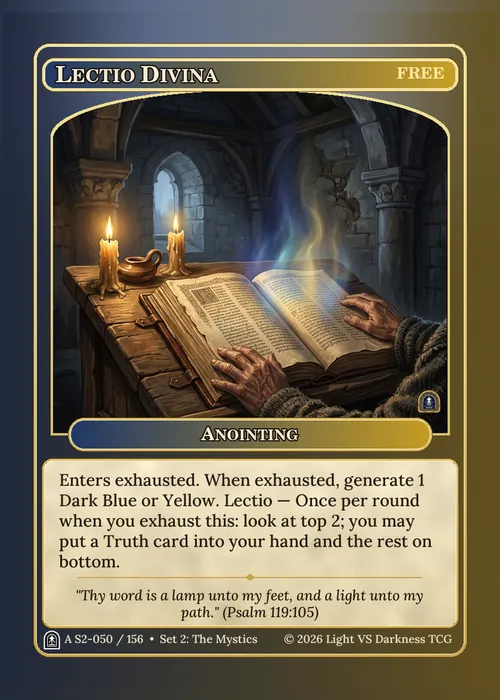 Lectio Divina
FREE
Anointing
Enters exhausted. When exhausted, generate 1
Dark Blue or Yellow. Lectio — Once per round
when you exhaust this: look at top 2; you may
put a Truth card into your hand and the rest on
bottom.
"Thy word is a lamp unto my feet, and a light unto my
path." (Psalm 119:105)
A S2-050 / 156 • Set 2: The Mystics
© 2026 Light VS Darkness TCG